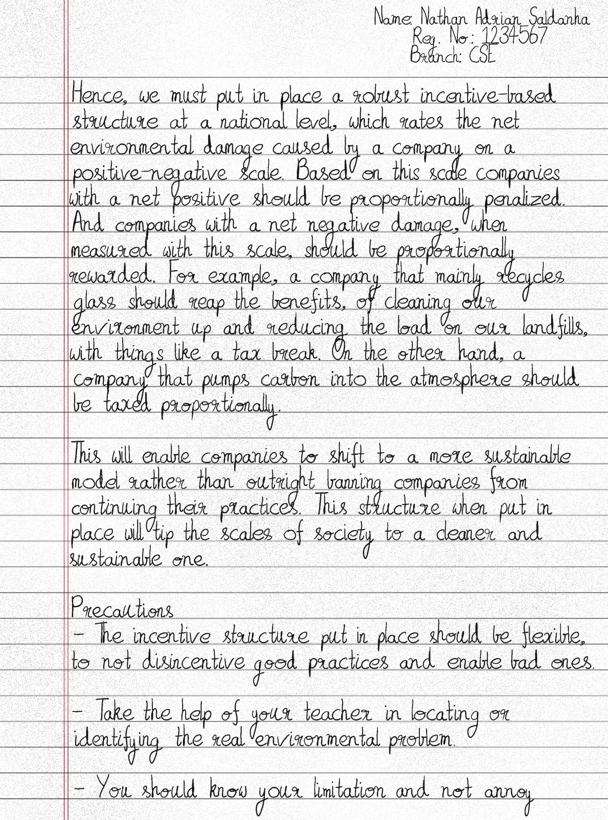 Name: Nathan Adrian Saldanha
Reg. No.: 1234567
Branch: CSE
Hence, we must put in place a robust incentive-based
structure at a national level, which rates the net
environmental damage caused by a company on a
positive-negative scale. Based on this scale companies
with a net positive should be proportionally penalized.
And companies with a net negative damage, when
measured with this scale, should be proportionally
rewarded. For example, a company that mainly recycles
glass should reap the benefits, of cleaning our
environment up and reducing the load on our landfills,
with things like a tax break. On the other hand, a
company that pumps carbon into the atmosphere should
be taxed proportionally.
This will enable companies to shift to a more sustainable
model rather than outright banning companies from
continuing their practices. This structure when put in
place will tip the scales of society to a cleaner and
sustainable one.
Precautions
- The incentive structure put in place should be flexible,
to not disincentive good practices and enable bad ones.
- Take the help of your teacher in locating or
identifying the real environmental problem.
- You should know your limitation and not annoy